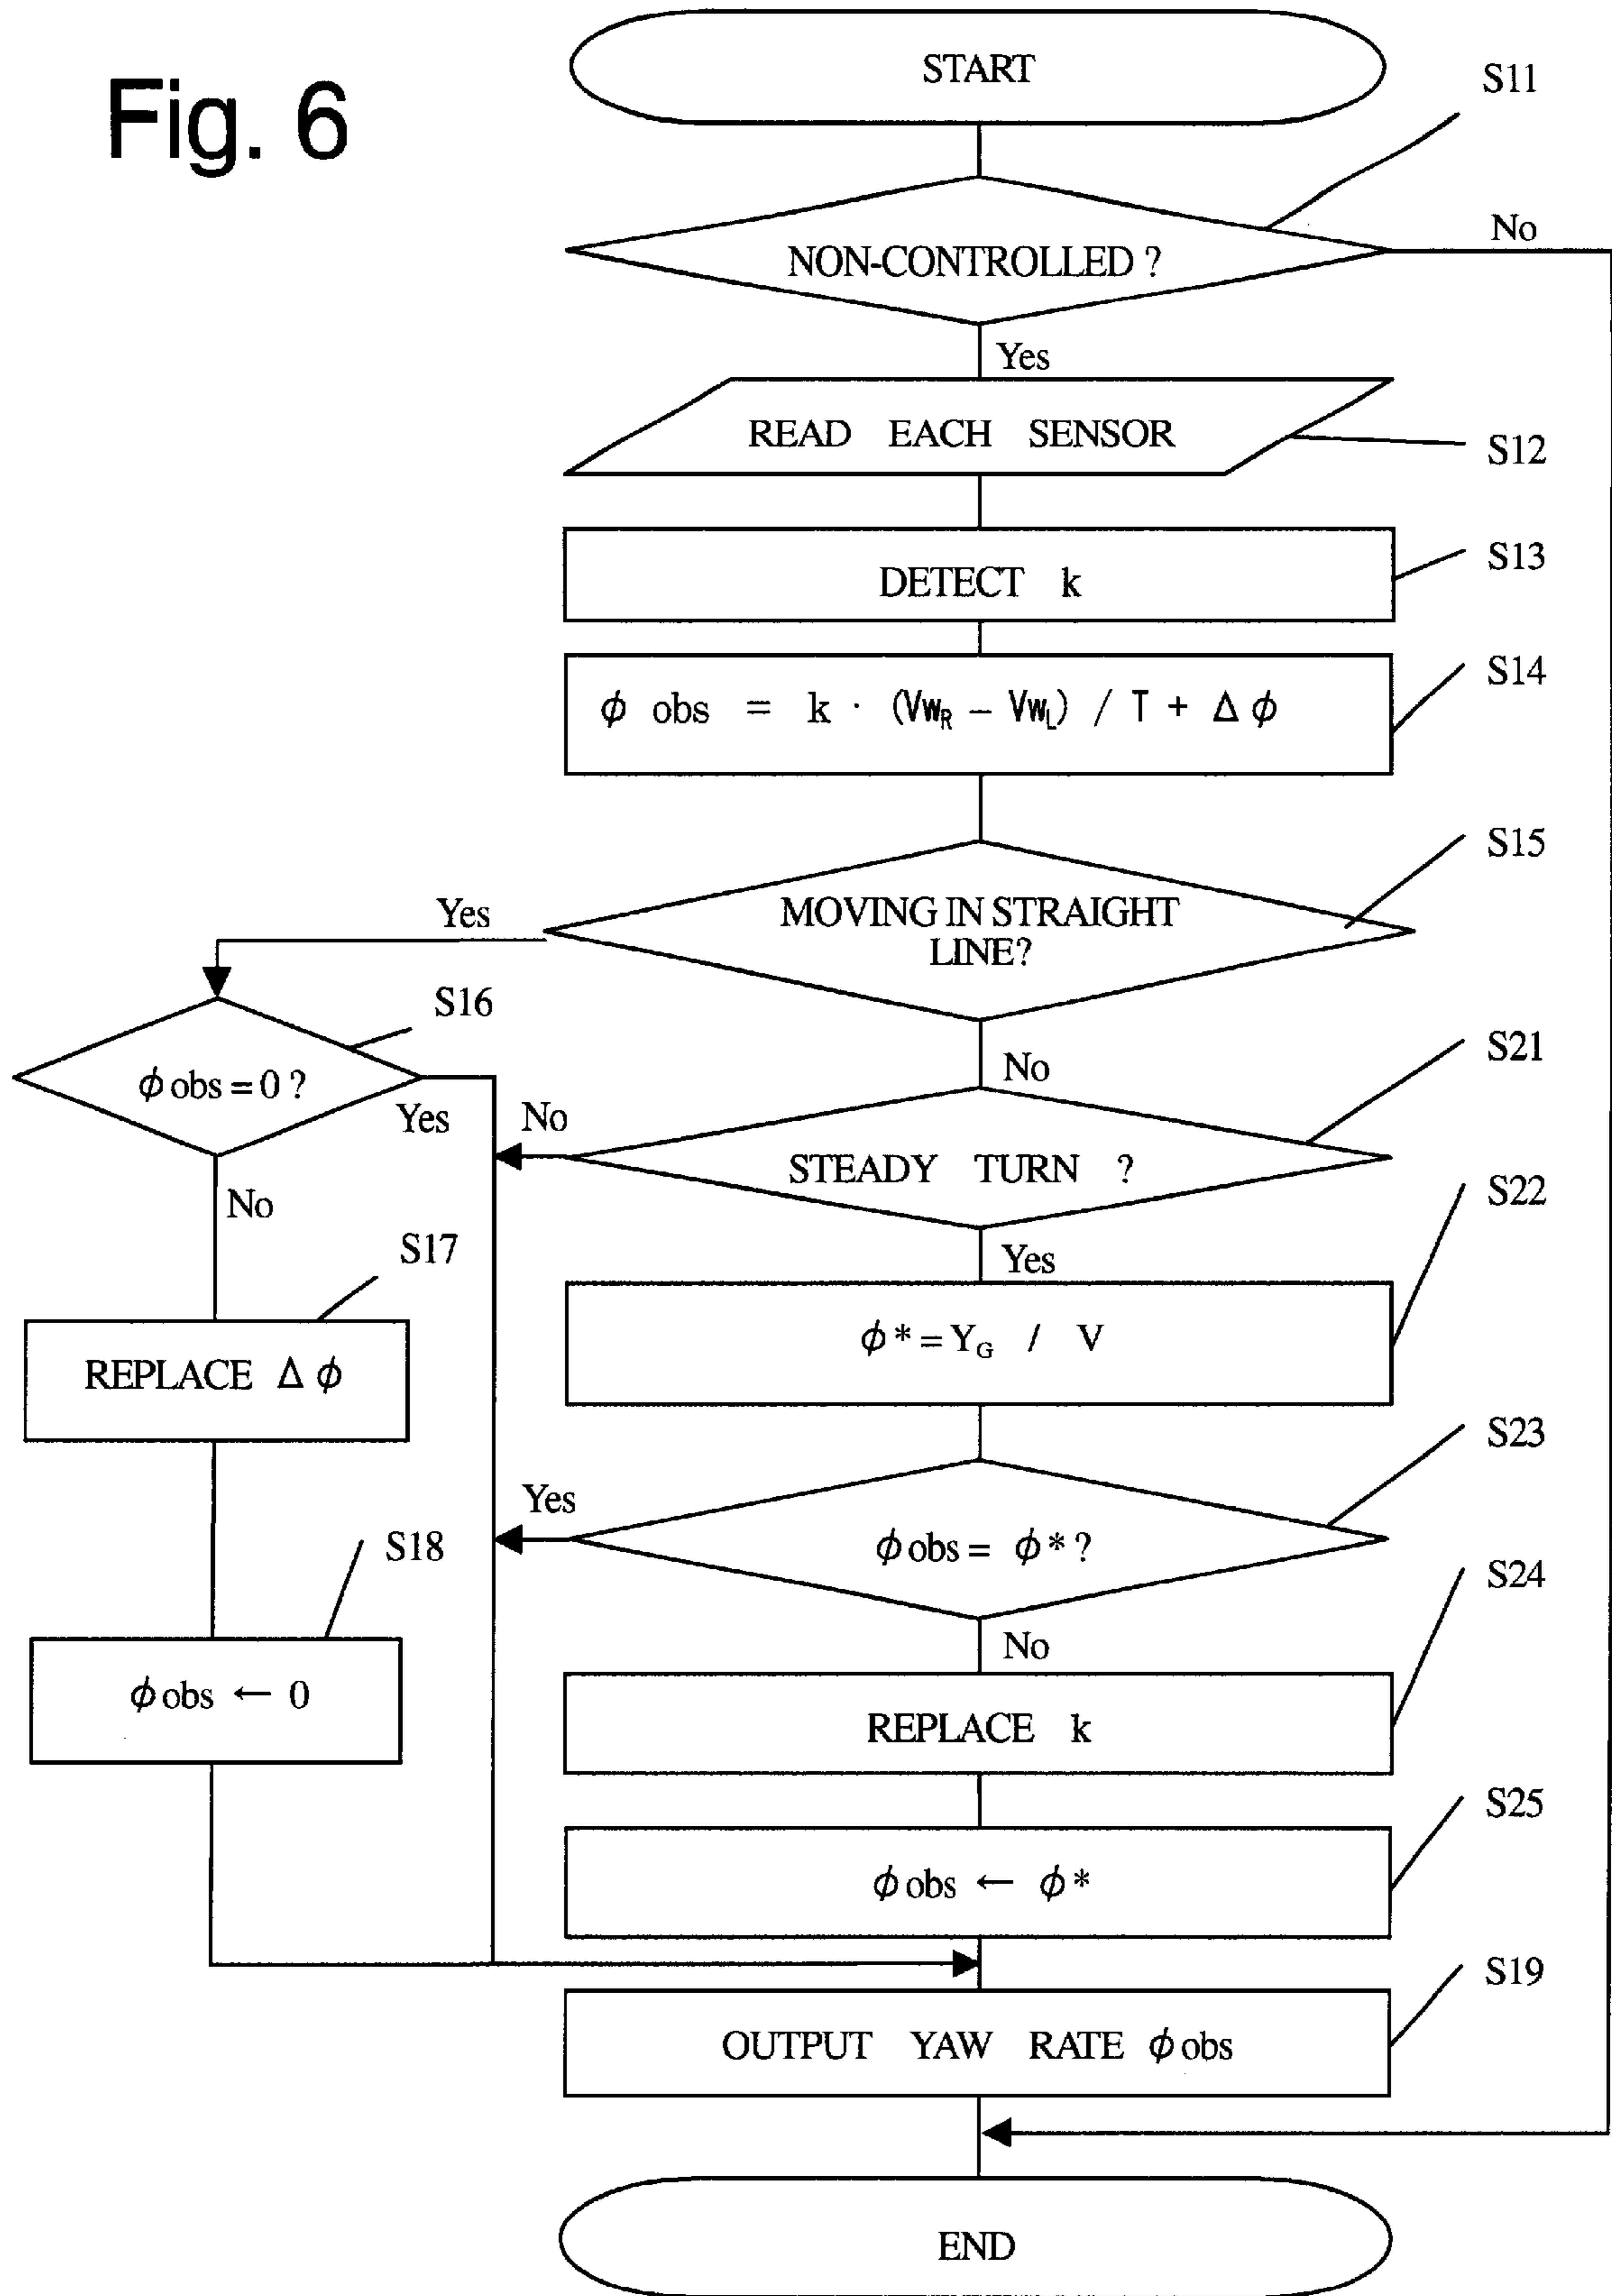 Fig. 6
START
S11
NON-CONTROLLED ?
No
Yes
READ EACH SENSOR
S12
DETECT k
S13
ϕ obs = k · (Vw_R − Vw_L) / T + Δ ϕ
S14
MOVING IN STRAIGHT
LINE?
S15
Yes
No
S16
ϕ obs = 0 ?
Yes
No
S21
STEADY TURN ?
No
Yes
S17
REPLACE Δ ϕ
S22
ϕ * = Y_G / V
S23
ϕ obs = ϕ * ?
Yes
No
S18
ϕ obs ← 0
S24
REPLACE k
S25
ϕ obs ← ϕ *
S19
OUTPUT YAW RATE ϕ obs
END